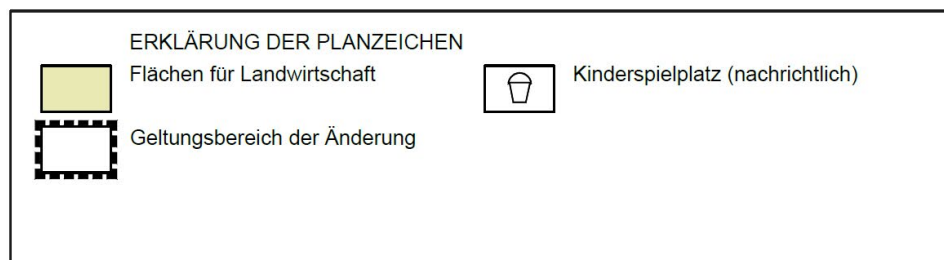 ERKLÄRUNG DER PLANZEICHEN
Flächen für Landwirtschaft
Kinderspielplatz (nachrichtlich)
Geltungsbereich der Änderung